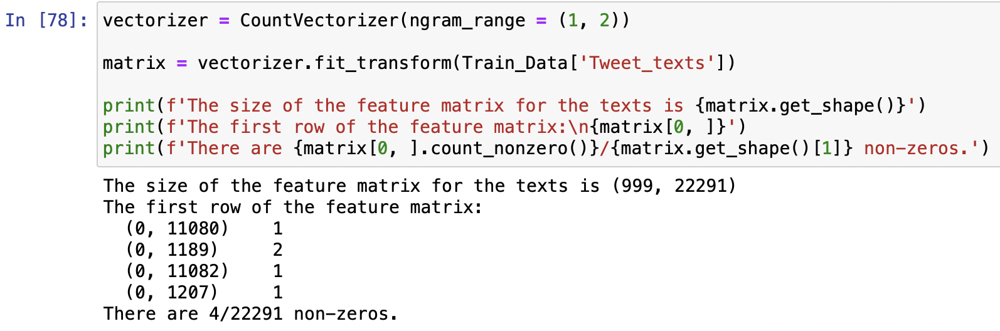 In [78]: vectorizer = CountVectorizer(ngram_range = (1, 2))
matrix = vectorizer.fit_transform(Train_Data['Tweet_texts'])
print(f'The size of the feature matrix for the texts is {matrix.get_shape()}')
print(f'The first row of the feature matrix:\n{matrix[0, ]}')
print(f'There are {matrix[0, ].count_nonzero()}/{matrix.get_shape()[1]} non-zeros.')
The size of the feature matrix for the texts is (999, 22291)
The first row of the feature matrix:
(0, 11080) 1
(0, 1189) 2
(0, 11082) 1
(0, 1207) 1
There are 4/22291 non-zeros.